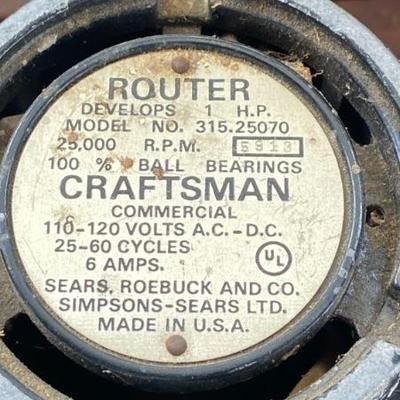 ROUTER
DEVELOPS 1 H.P.
MODEL NO. 315.25070
25,000 R.P.M. 5913
100 % BALL BEARINGS
CRAFTSMAN
COMMERCIAL
110-120 VOLTS A.C.-D.C.
25-60 CYCLES
6 AMPS.
UL
SEARS, ROEBUCK AND CO.
SIMPSONS-SEARS LTD.
MADE IN U.S.A.